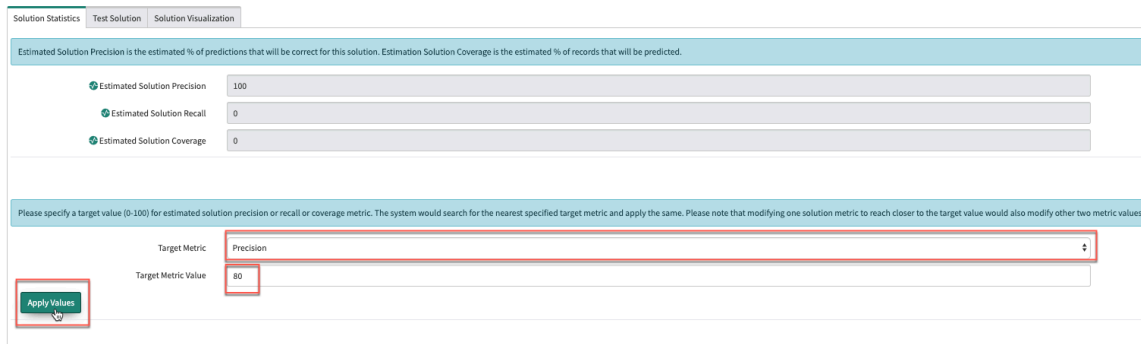 Solution Statistics Test Solution Solution Visualization
Estimated Solution Precision is the estimated % of predictions that will be correct for this solution. Estimation Solution Coverage is the estimated % of records that will be predicted.
Estimated Solution Precision 100
Estimated Solution Recall 0
Estimated Solution Coverage 0
Please specify a target value (0-100) for estimated solution precision or recall or coverage metric. The system would search for the nearest specified target metric and apply the same. Please note that modifying one solution metric to reach closer to the target value would also modify other two metric values
Target Metric Precision
Target Metric Value 80
Apply Values